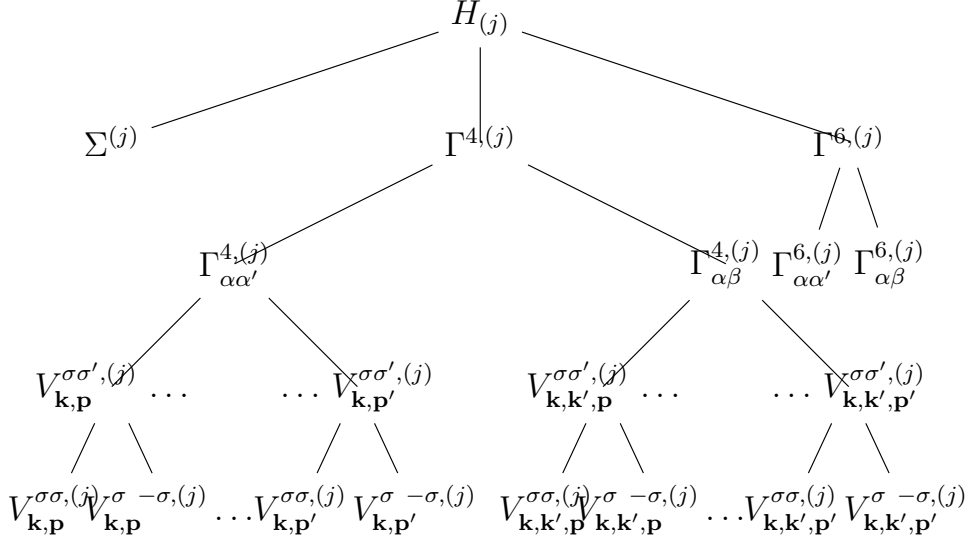 H_{(j)}
Σ^{(j)} Γ^{4,(j)} Γ^{6,(j)}
Γ^{4,(j)}_{αα′} Γ^{4,(j)}_{αβ} Γ^{6,(j)}_{αα′} Γ^{6,(j)}_{αβ}
V^{σσ′,(j)}_{𝐤,𝐩} … … V^{σσ′,(j)}_{𝐤,𝐩′} V^{σσ′,(j)}_{𝐤,𝐤′,𝐩} … … V^{σσ′,(j)}_{𝐤,𝐤′,𝐩′}
V^{σσ,(j)}_{𝐤,𝐩} V^{σ −σ,(j)}_{𝐤,𝐩} … V^{σσ,(j)}_{𝐤,𝐩′} V^{σ −σ,(j)}_{𝐤,𝐩′} V^{σσ,(j)}_{𝐤,𝐤′,𝐩} V^{σ −σ,(j)}_{𝐤,𝐤′,𝐩} … V^{σσ,(j)}_{𝐤,𝐤′,𝐩′} V^{σ −σ,(j)}_{𝐤,𝐤′,𝐩′}